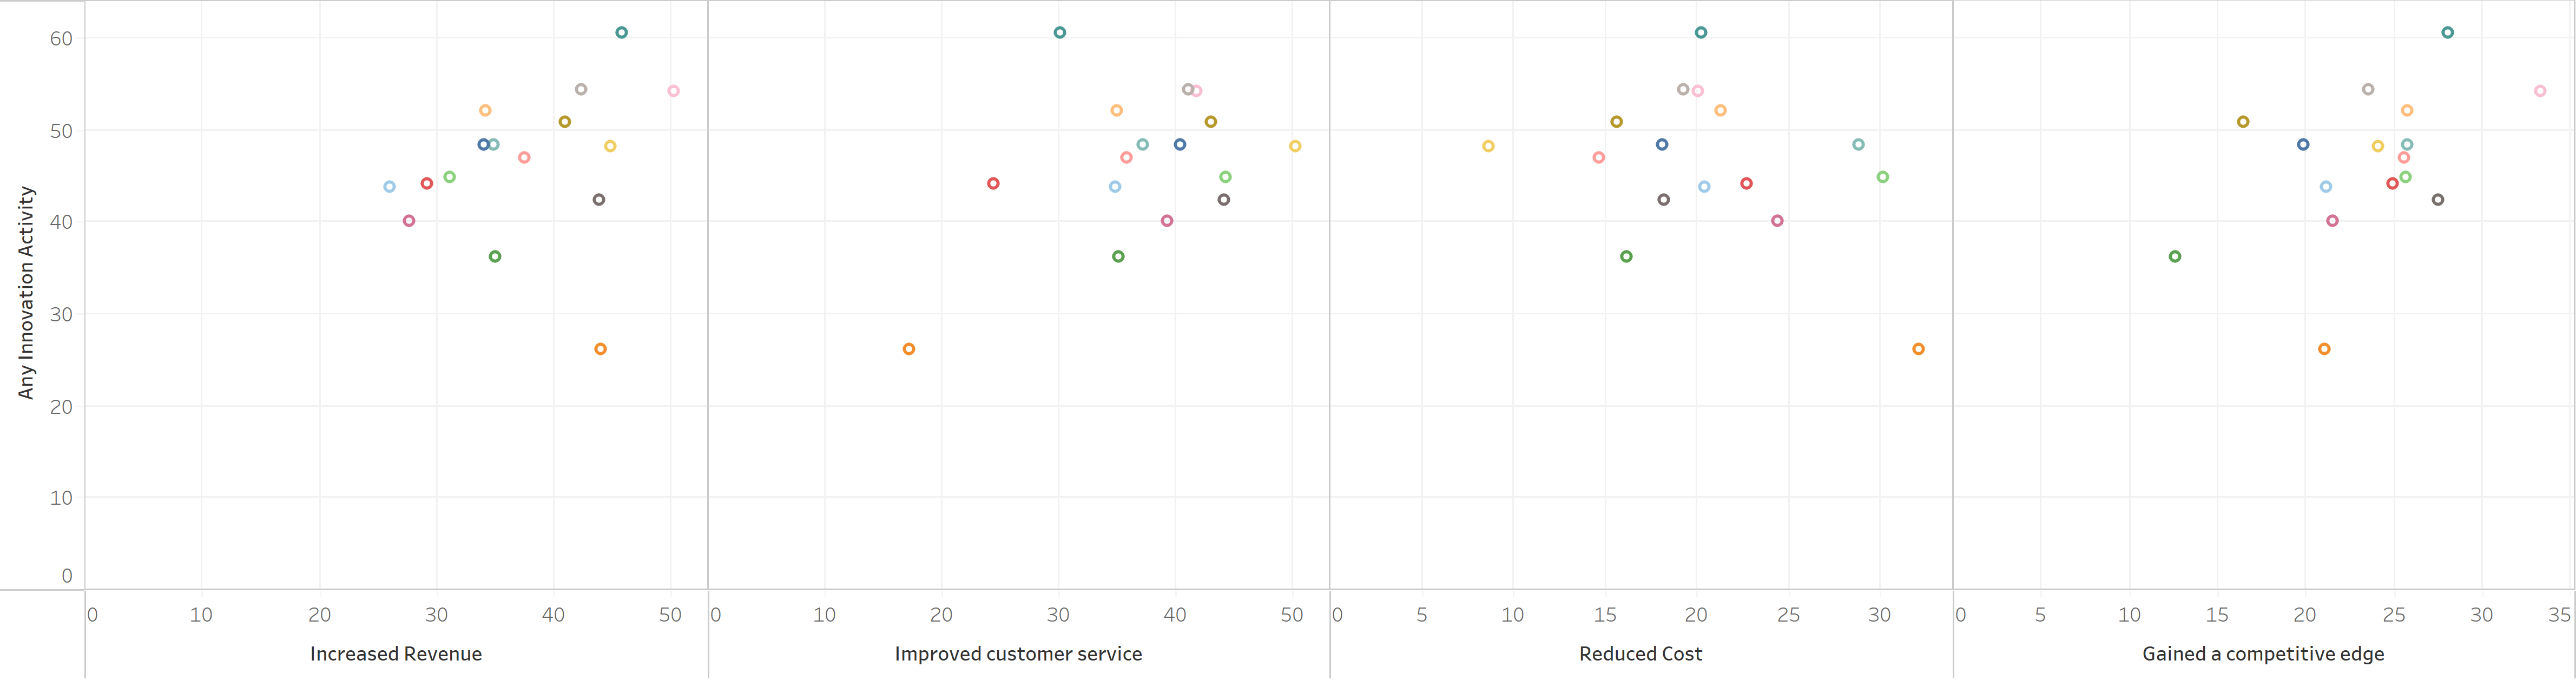 60
50
40
30
20
10
0
Any Innovation Activity
0 10 20 30 40 50 0 10 20 30 40 50 0 5 10 15 20 25 30 0 5 10 15 20 25 30 35
Increased Revenue Improved customer service Reduced Cost Gained a competitive edge